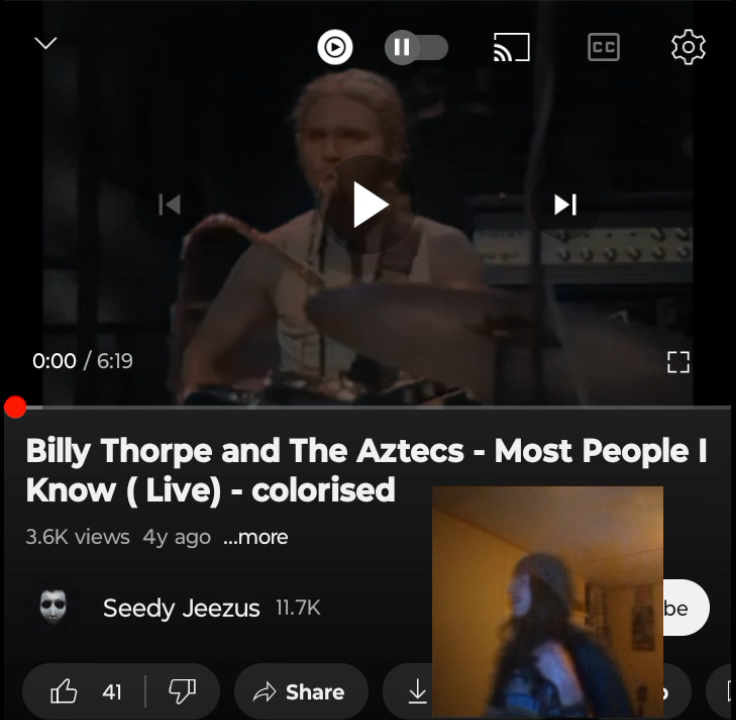 CC
0:00 / 6:19
Billy Thorpe and The Aztecs - Most People I
Know ( Live) - colorised
3.6K views 4y ago ...more
Seedy Jeezus 11.7K
be
41 Share